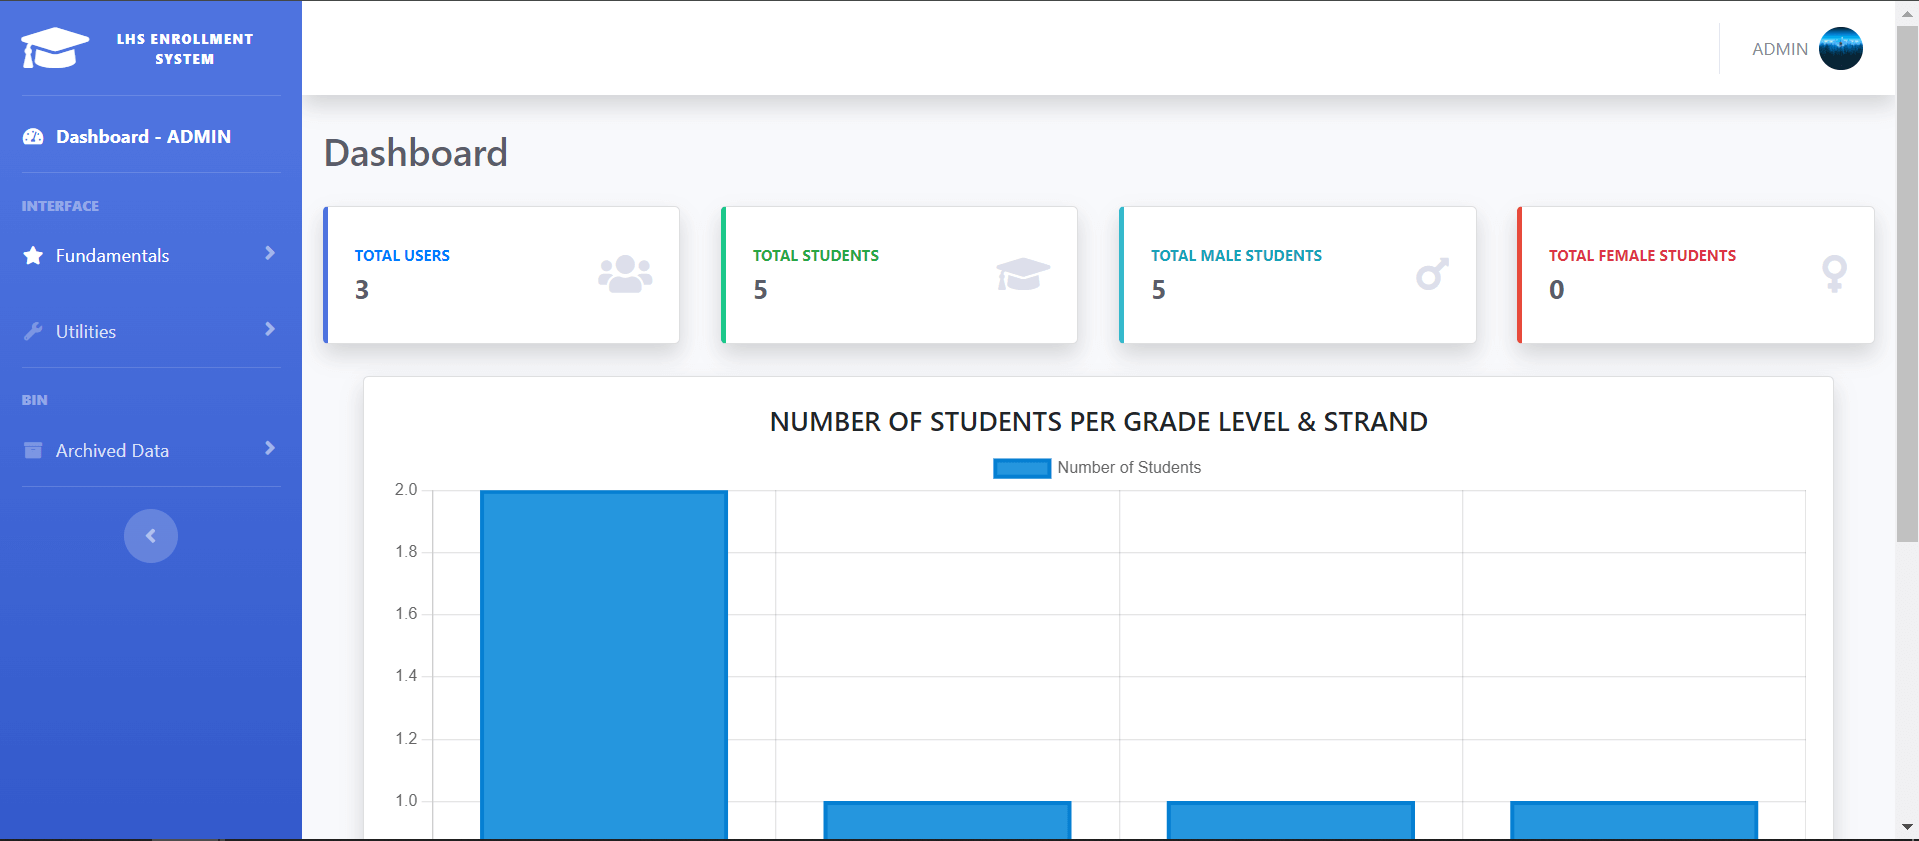 LHS ENROLLMENT
SYSTEM
ADMIN
Dashboard - ADMIN
INTERFACE
Fundamentals
Utilities
BIN
Archived Data
Dashboard
TOTAL USERS
3
TOTAL STUDENTS
5
TOTAL MALE STUDENTS
5
TOTAL FEMALE STUDENTS
0
NUMBER OF STUDENTS PER GRADE LEVEL & STRAND
Number of Students
2.0
1.8
1.6
1.4
1.2
1.0